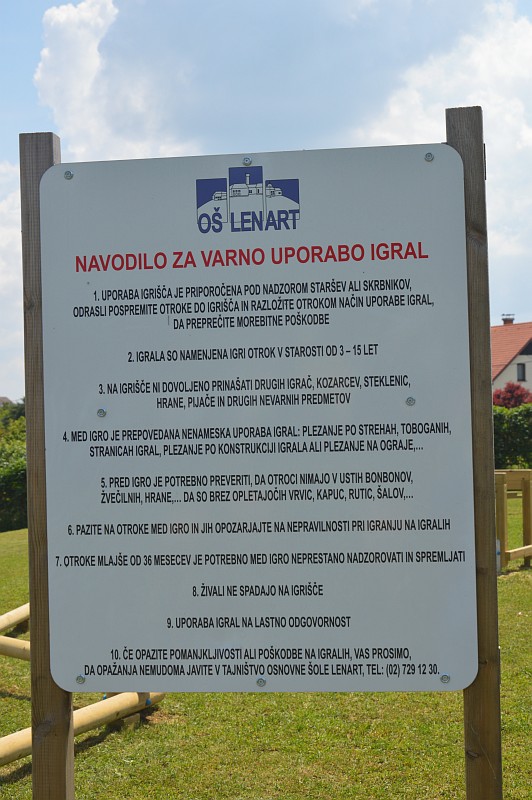 OŠ LENART
NAVODILO ZA VARNO UPORABO IGRAL
1. UPORABA IGRIŠČA JE PRIPOROČENA POD NADZOROM STARŠEV ALI SKRBNIKOV,
ODRASLI POSPREMITE OTROKE DO IGRIŠČA IN RAZLOŽITE OTROKOM NAČIN UPORABE IGRAL,
DA PREPREČITE MOREBITNE POŠKODBE
2. IGRALA SO NAMENJENA IGRI OTROK V STAROSTI OD 3 – 15 LET
3. NA IGRIŠČE NI DOVOLJENO PRINAŠATI DRUGIH IGRAČ, KOZARCEV, STEKLENIC,
HRANE, PIJAČE IN DRUGIH NEVARNIH PREDMETOV
4. MED IGRO JE PREPOVEDANA NENAMESKA UPORABA IGRAL: PLEZANJE PO STREHAH, TOBOGANIH,
STRANICAH IGRAL, PLEZANJE PO KONSTRUKCIJI IGRALA ALI PLEZANJE NA OGRAJE,...
5. PRED IGRO JE POTREBNO PREVERITI, DA OTROCI NIMAJO V USTIH BONBONOV,
ŽVEČILNIH, HRANE,... DA SO BREZ OPLETAJOČIH VRVIC, KAPUC, RUTIC, ŠALOV,...
6. PAZITE NA OTROKE MED IGRO IN JIH OPOZARJAJTE NA NEPRAVILNOSTI PRI IGRANJU NA IGRALIH
7. OTROKE MLAJŠE OD 36 MESECEV JE POTREBNO MED IGRO NEPRESTANO NADZOROVATI IN SPREMLJATI
8. ŽIVALI NE SPADAJO NA IGRIŠČE
9. UPORABA IGRAL NA LASTNO ODGOVORNOST
10. ČE OPAZITE POMANJKLJIVOSTI ALI POŠKODBE NA IGRALIH, VAS PROSIMO,
DA OPAŽANJA NEMUDOMA JAVITE V TAJNIŠTVO OSNOVNE ŠOLE LENART, TEL: (02) 729 12 30.